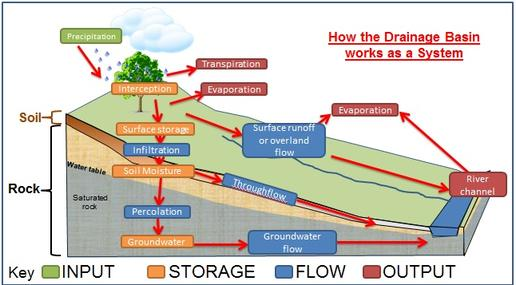 How the Drainage Basin
works as a System
Precipitation
Transpiration
Interception
Evaporation
Evaporation
Soil
Surface storage
Surface runoff
or overland
flow
Infiltration
Water table
Soil Moisture
Throughflow
River
channel
Rock
Saturated
rock
Percolation
Groundwater
Groundwater
flow
Key
INPUT
STORAGE
FLOW
OUTPUT